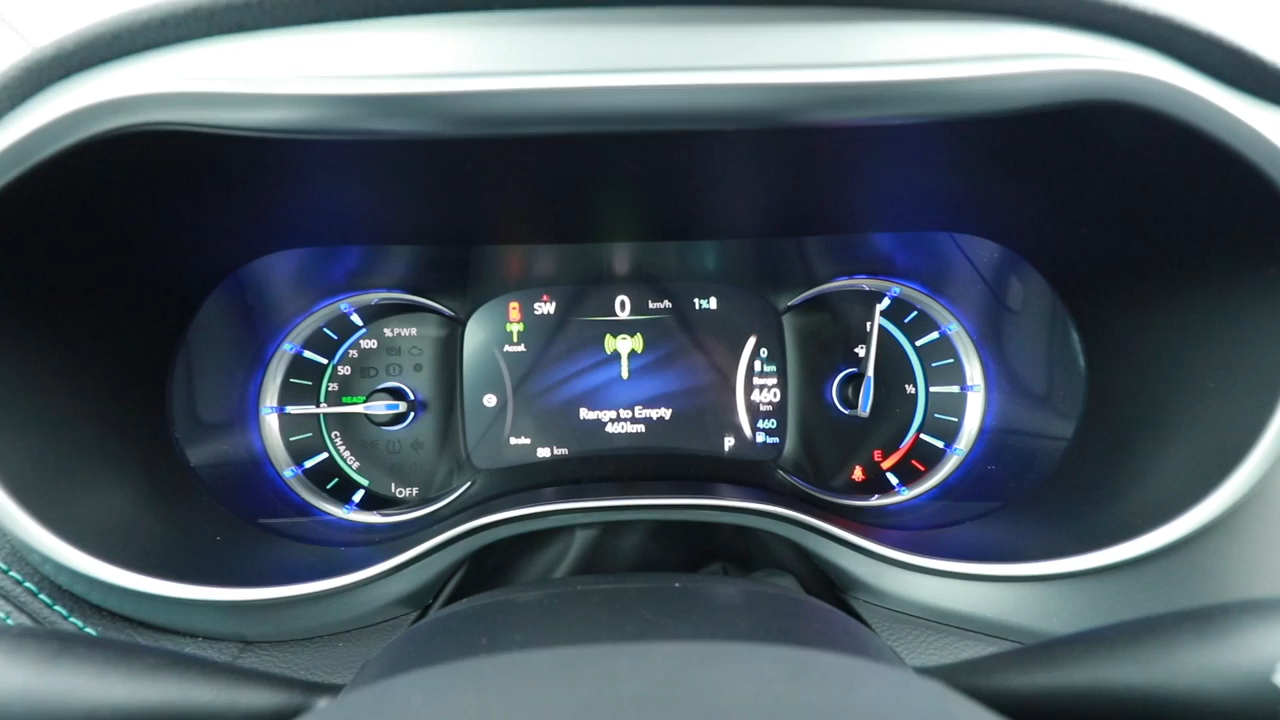 %PWR
100
75
50
25
READY
0
CHARGE
OFF
SW
0 km/h
1%
Accel.
Brake
Range to Empty
460km
88 km
P
0
km
Range
460
km
460
km
F
½
E